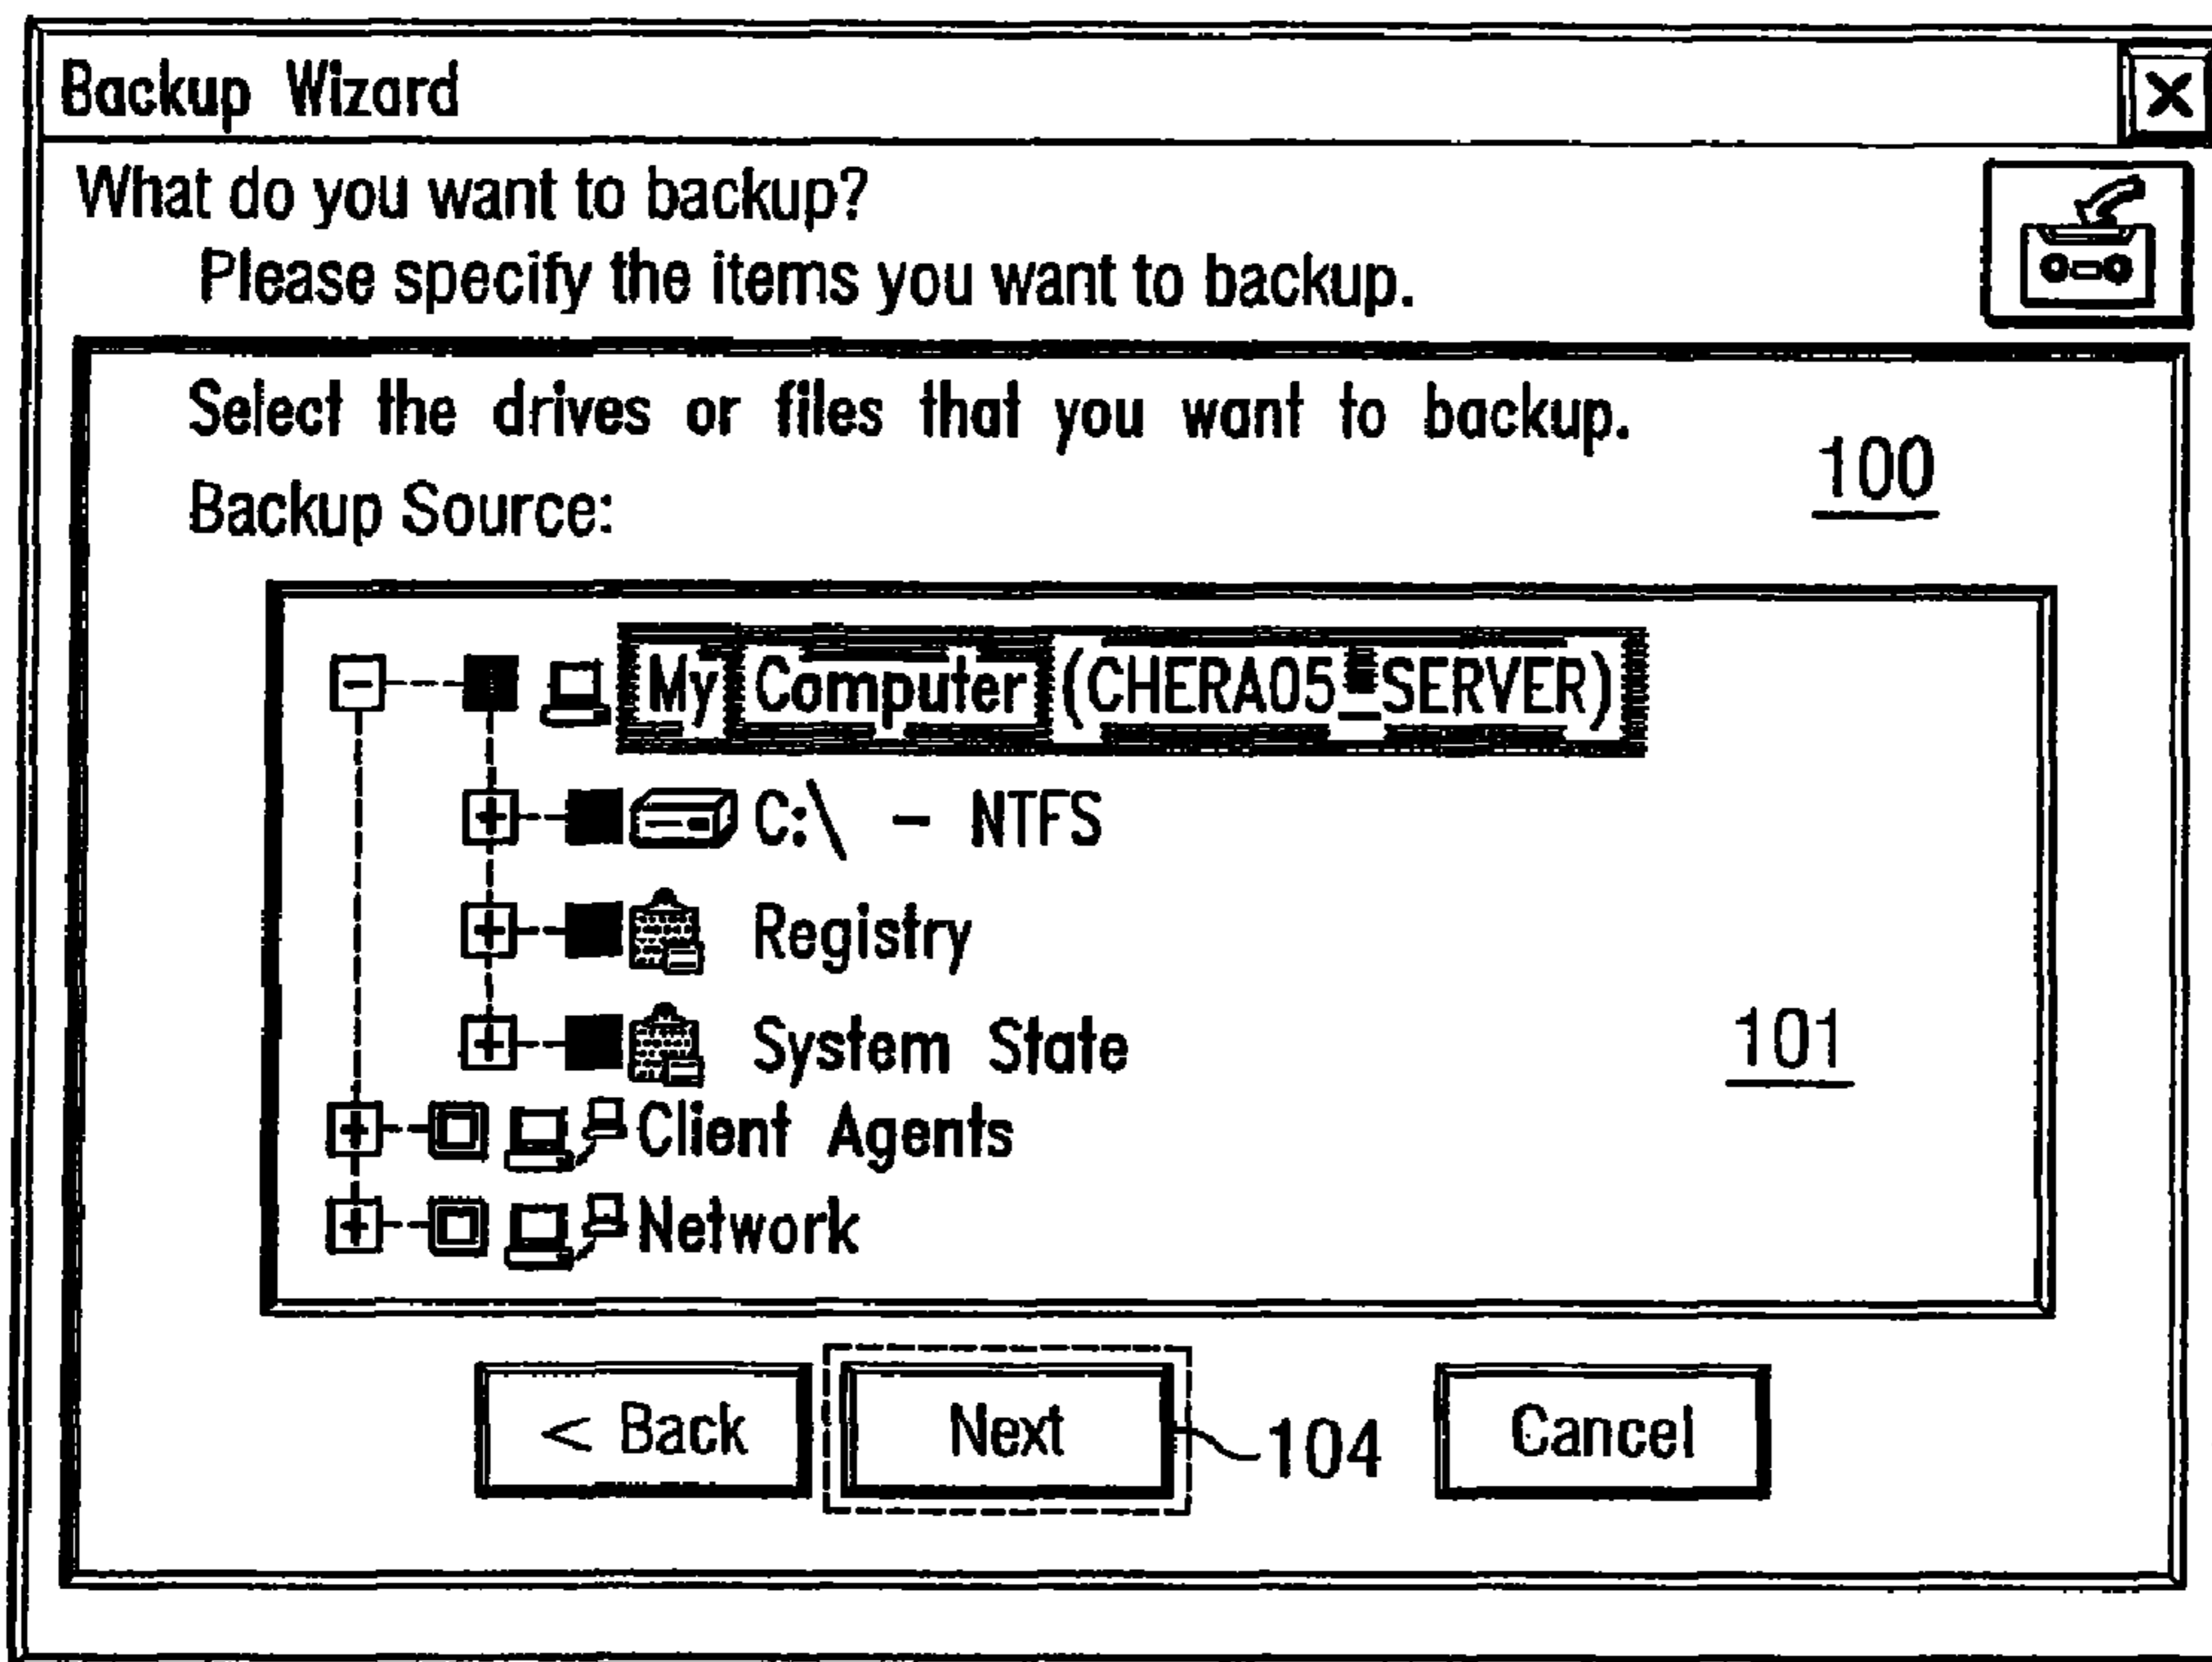 Backup Wizard
What do you want to backup?
Please specify the items you want to backup.
Select the drives or files that you want to backup.
100
Backup Source:
My Computer (CHERA05_SERVER)
C:\ - NTFS
Registry
System State
101
Client Agents
Network
< Back Next 104 Cancel